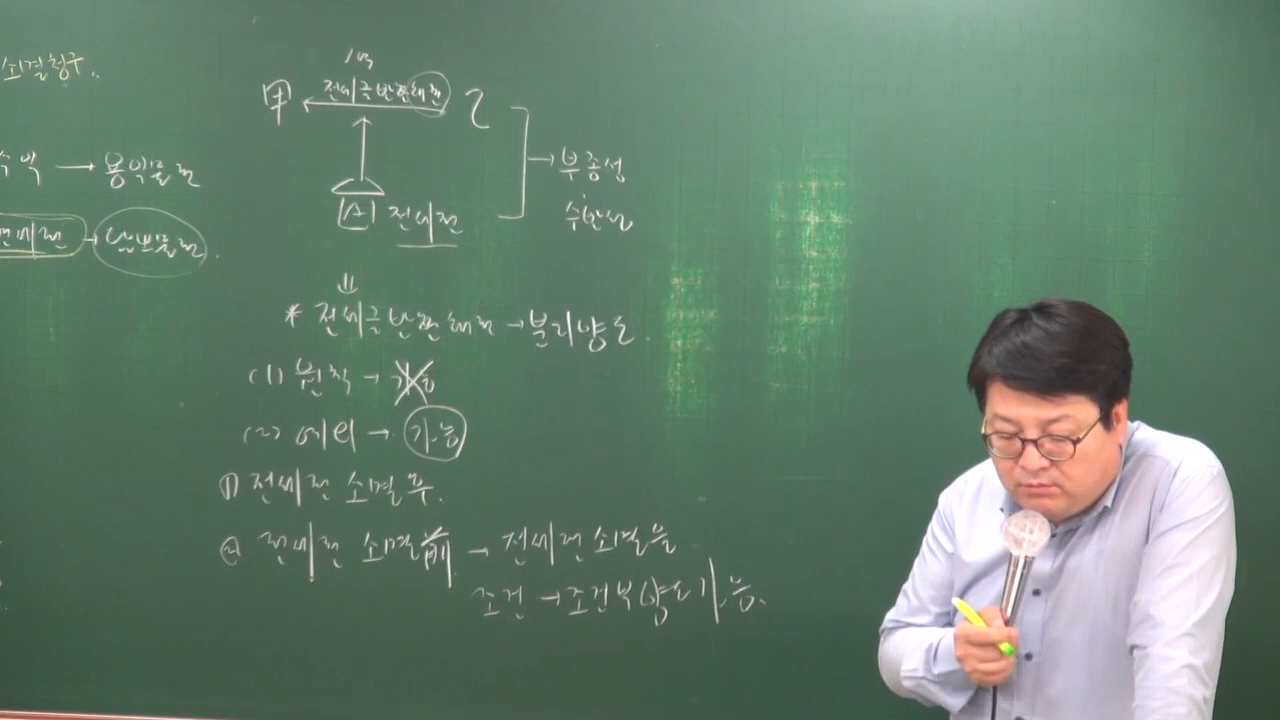 소멸청구..
액 → 용익물권
전세권 → 담보물권.
1억
甲 ← 전세금반환채권 乙
→ 부종성
수반성
A 전세권
⇓
* 전세금반환채권 → 분리양도.
(1) 원칙 → 가능
(2) 예외 → 가능
① 전세권 소멸후.
② 전세권 소멸前 → 전세권소멸을
조건 → 조건부양도가능.